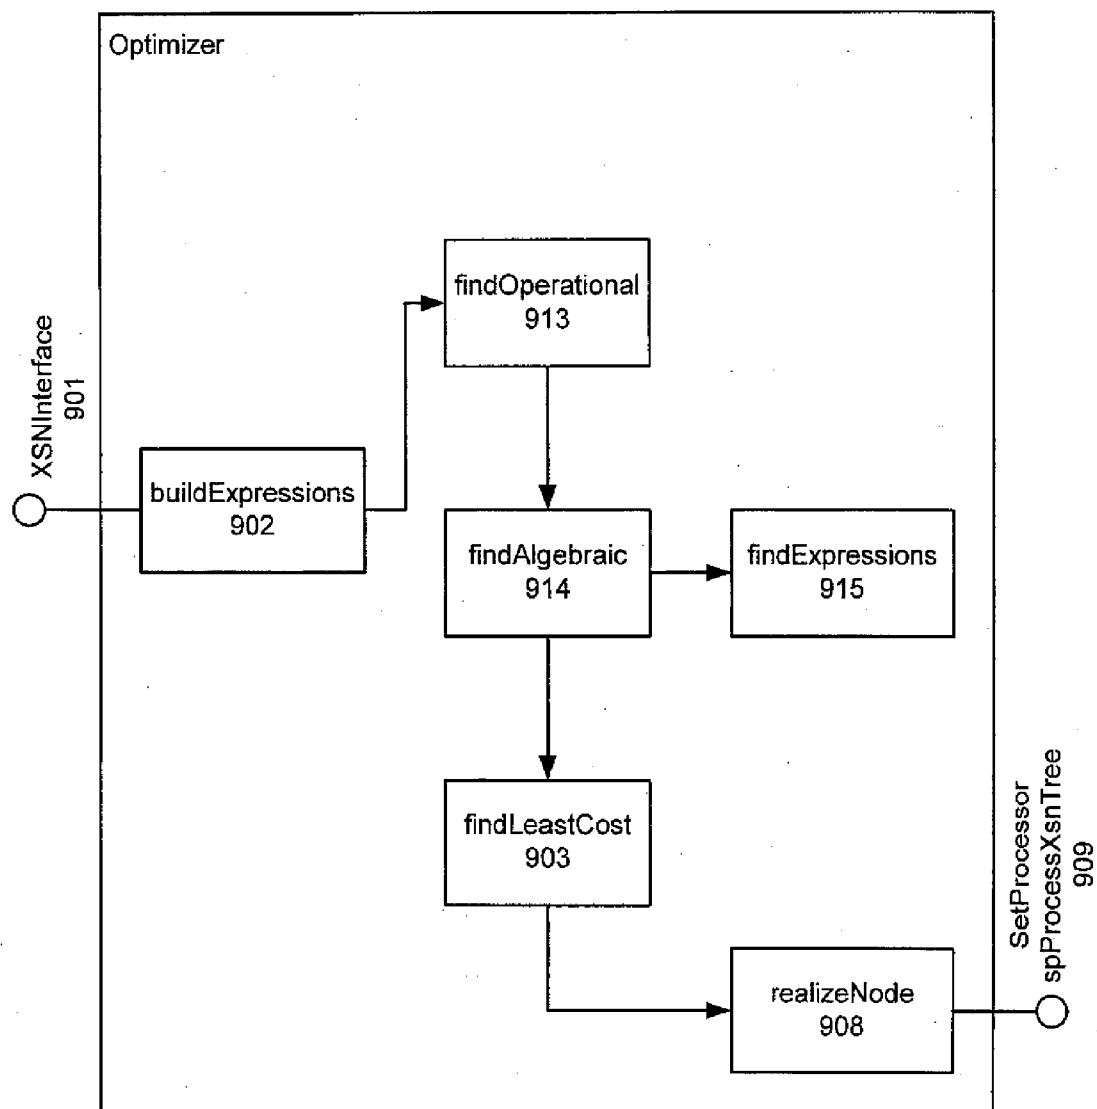 Optimizer
findOperational
913
XSNInterface
901
buildExpressions
902
findAlgebraic
914
findExpressions
915
findLeastCost
903
SetProcessor
spProcessXsnTree
909
realizeNode
908